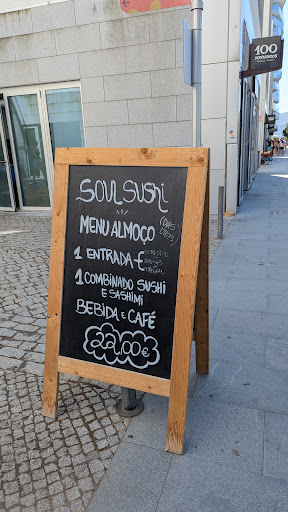 SOUL SUSHI
MENU ALMOÇO
1 ENTRADA
1 COMBINADO SUSHI
E SASHIMI
BEBIDA E CAFÉ
22,00€
100